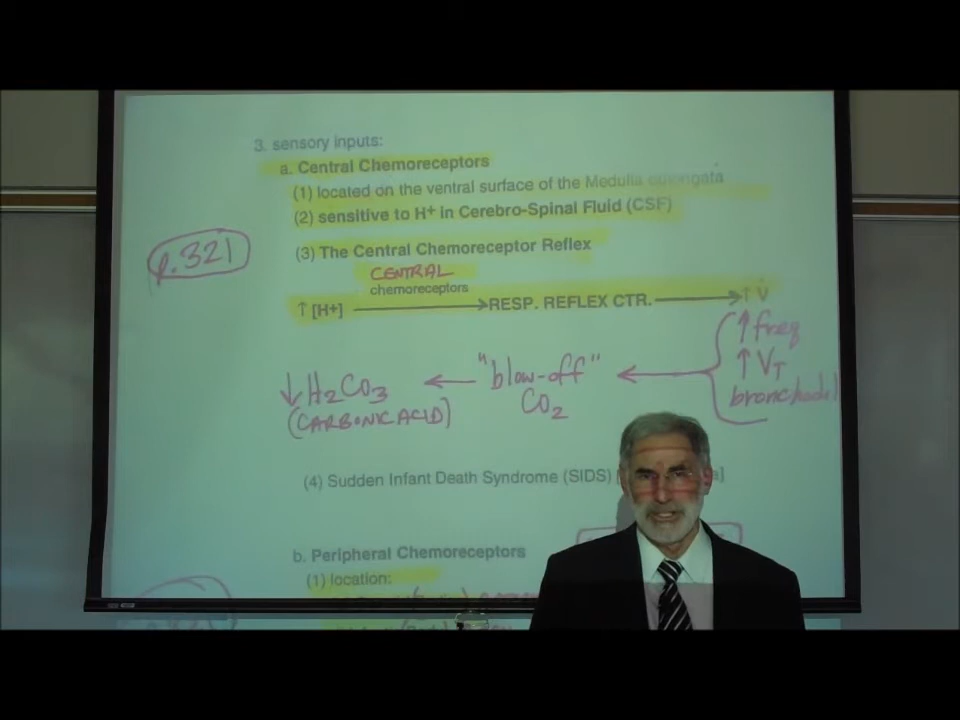 3. sensory inputs:
a. Central Chemoreceptors
(1) located on the ventral surface of the Medulla oblongata
(2) sensitive to H+ in Cerebro-Spinal Fluid (CSF)
(3) The Central Chemoreceptor Reflex
p.321
CENTRAL
chemoreceptors
↑ [H+] → RESP. REFLEX CTR. → ↑ V̇
↑ freq
↑ VT
bronchodil
"blow-off"
CO2
↓ H2CO3
(CARBONIC ACID)
(4) Sudden Infant Death Syndrome (SIDS) [
b. Peripheral Chemoreceptors
(1) location: